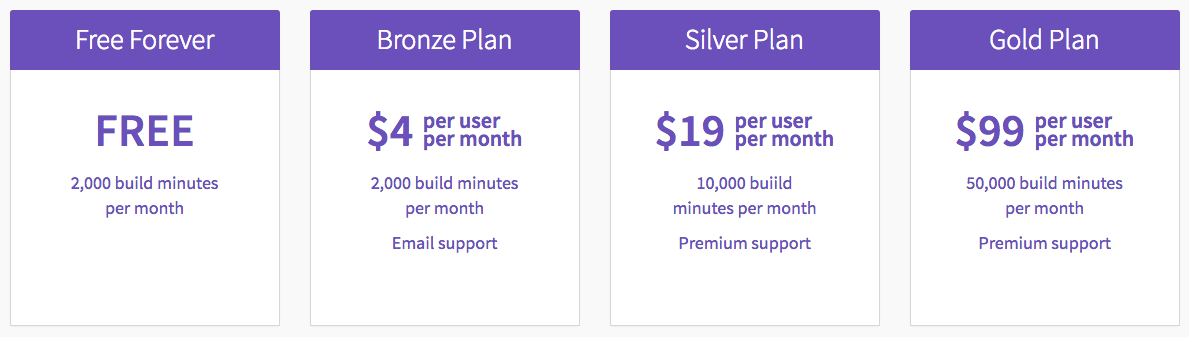 Free Forever
FREE
2,000 build minutes
per month
Bronze Plan
$4 per user
per month
2,000 build minutes
per month
Email support
Silver Plan
$19 per user
per month
10,000 buiild
minutes per month
Premium support
Gold Plan
$99 per user
per month
50,000 build minutes
per month
Premium support